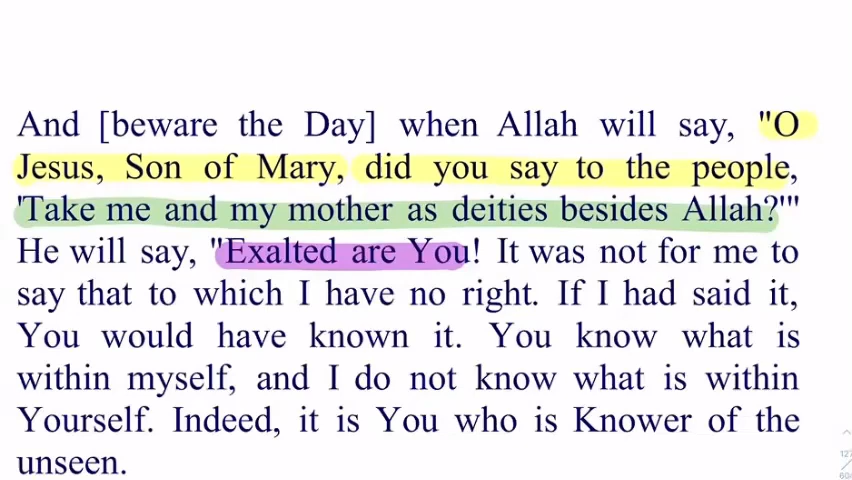 And [beware the Day] when Allah will say, "O
Jesus, Son of Mary, did you say to the people,
'Take me and my mother as deities besides Allah?'"
He will say, "Exalted are You! It was not for me to
say that to which I have no right. If I had said it,
You would have known it. You know what is
within myself, and I do not know what is within
Yourself. Indeed, it is You who is Knower of the
unseen.